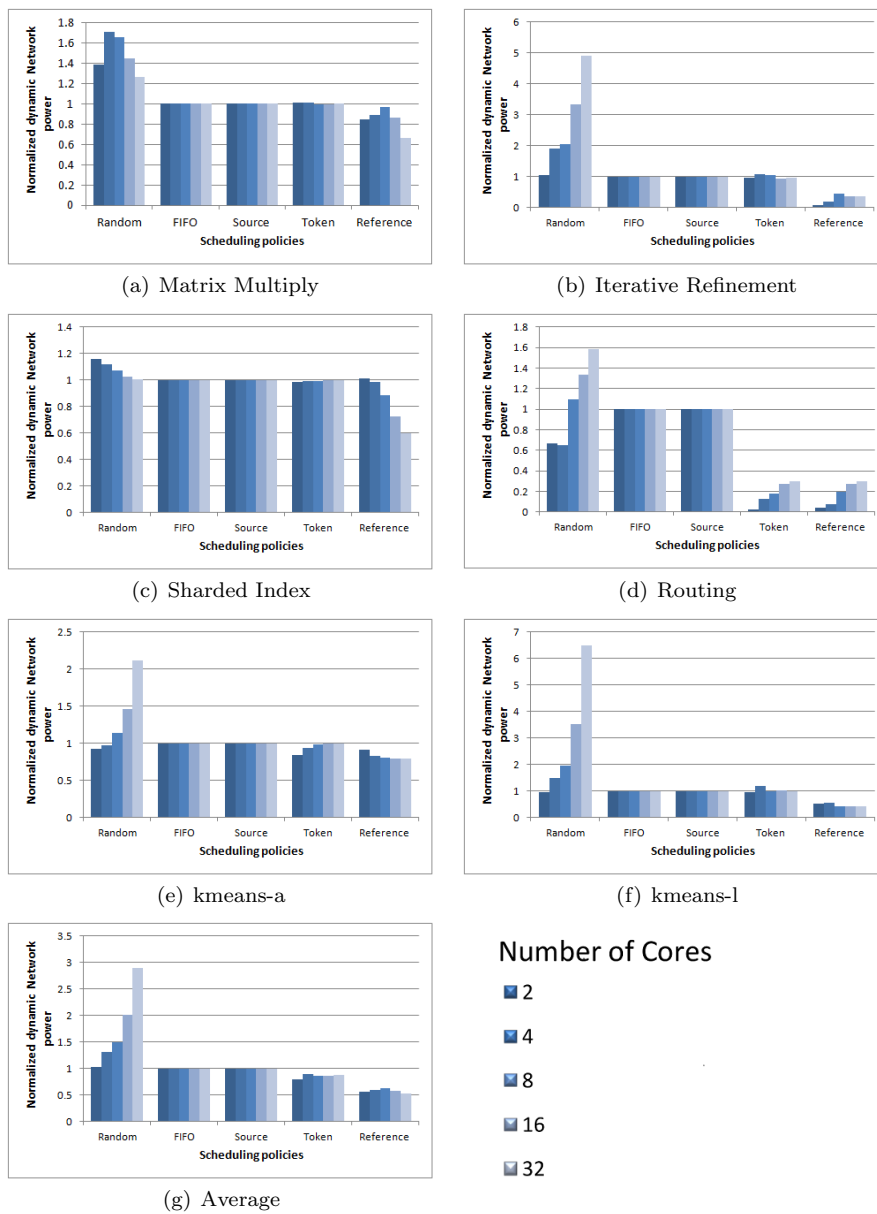 Normalized dynamic Network
power
1.8
1.6
1.4
1.2
1
0.8
0.6
0.4
0.2
0
Random FIFO Source Token Reference
Scheduling policies
(a) Matrix Multiply
Normalized dynamic Network
power
6
5
4
3
2
1
0
Random FIFO Source Token Reference
Scheduling policies
(b) Iterative Refinement
Normalized dynamic Network
power
1.4
1.2
1
0.8
0.6
0.4
0.2
0
Random FIFO Source Token Reference
Scheduling policies
(c) Sharded Index
Normalized dynamic Network
power
1.8
1.6
1.4
1.2
1
0.8
0.6
0.4
0.2
0
Random FIFO Source Token Reference
Scheduling policies
(d) Routing
Normalized dynamic Network
power
2.5
2
1.5
1
0.5
0
Random FIFO Source Token Reference
Scheduling policies
(e) kmeans-a
Normalized dynamic Network
power
7
6
5
4
3
2
1
0
Random FIFO Source Token Reference
Scheduling policies
(f) kmeans-l
Normalized dynamic Network
power
3.5
3
2.5
2
1.5
1
0.5
0
Random FIFO Source Token Reference
Scheduling policies
(g) Average
Number of Cores
2
4
8
16
32